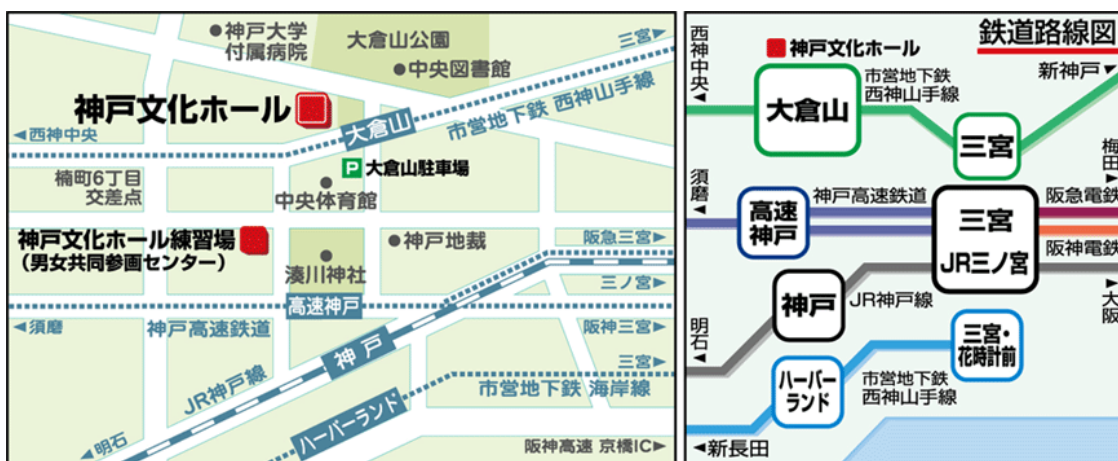 神戸大学
付属病院
大倉山公園
三宮▶
中央図書館
神戸文化ホール
大倉山
市営地下鉄 西神山手線
◀西神中央
P 大倉山駐車場
楠町6丁目
交差点
中央体育館
神戸文化ホール練習場
(男女共同参画センター)
神戸地裁
阪急三宮▶
湊川神社
三ノ宮▶
高速神戸
◀須磨
神戸高速鉄道
阪神三宮▶
神戸
三宮▶
JR神戸線
市営地下鉄 海岸線
ハーバーランド
◀明石
阪神高速 京橋IC▶
鉄道路線図
西神中央
神戸文化ホール
新神戸
大倉山
市営地下鉄
西神山手線
三宮
梅田
須磨
神戸高速鉄道
阪急電鉄
高速
神戸
三宮
JR三ノ宮
阪神電鉄
神戸
JR神戸線
大阪
明石
三宮・
花時計前
ハーバー
ランド
市営地下鉄
西神山手線
◀新長田